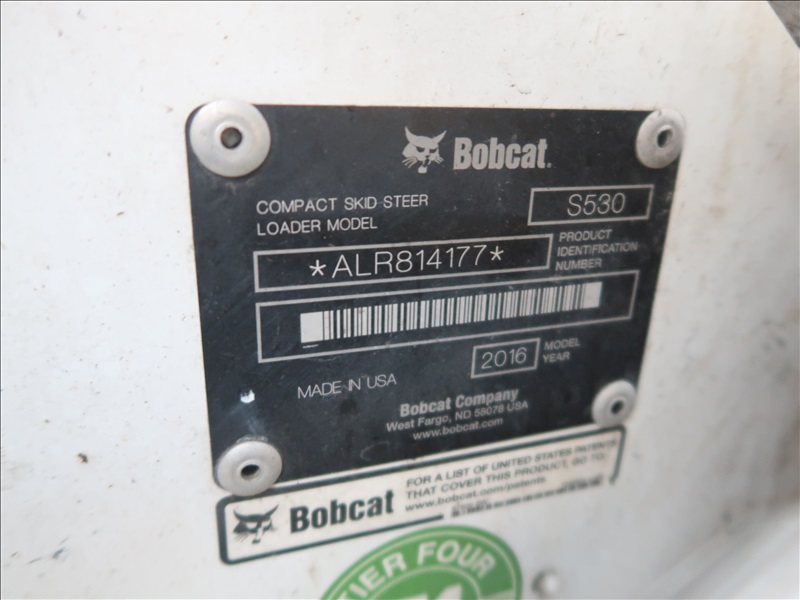 Bobcat.
COMPACT SKID STEER
LOADER MODEL
S530
*ALR814177*
PRODUCT
IDENTIFICATION
NUMBER
2016
MODEL
YEAR
MADE IN USA
Bobcat Company
West Fargo, ND 58078 USA
www.bobcat.com
Bobcat
FOR A LIST OF UNITED STATES PATENTS
THAT COVER THIS PRODUCT, GO TO:
www.bobcat.com/patents
TIER FOUR